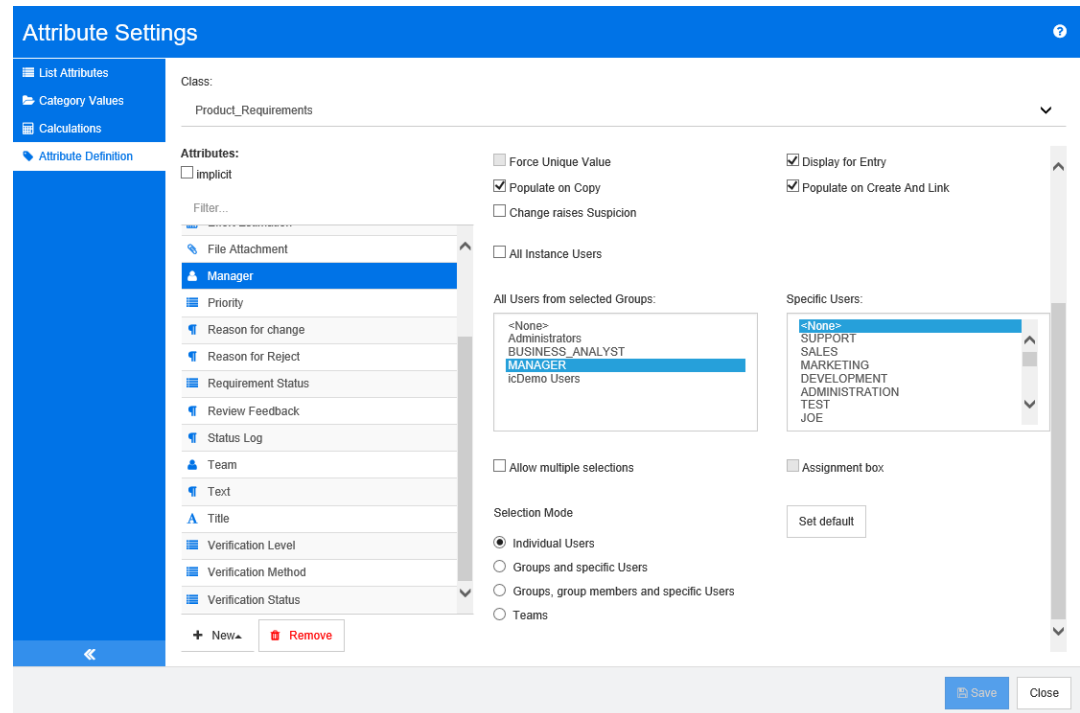 Attribute Settings
List Attributes
Category Values
Calculations
Attribute Definition
Class:
Product_Requirements
Attributes:
implicit
Filter...
File Attachment
Manager
Priority
Reason for change
Reason for Reject
Requirement Status
Review Feedback
Status Log
Team
Text
Title
Verification Level
Verification Method
Verification Status
New
Remove
Force Unique Value
Display for Entry
Populate on Copy
Populate on Create And Link
Change raises Suspicion
All Instance Users
All Users from selected Groups:
<None>
Administrators
BUSINESS_ANALYST
MANAGER
icDemo Users
Specific Users:
<None>
SUPPORT
SALES
MARKETING
DEVELOPMENT
ADMINISTRATION
TEST
JOE
Allow multiple selections
Assignment box
Selection Mode
Set default
Individual Users
Groups and specific Users
Groups, group members and specific Users
Teams
Save
Close